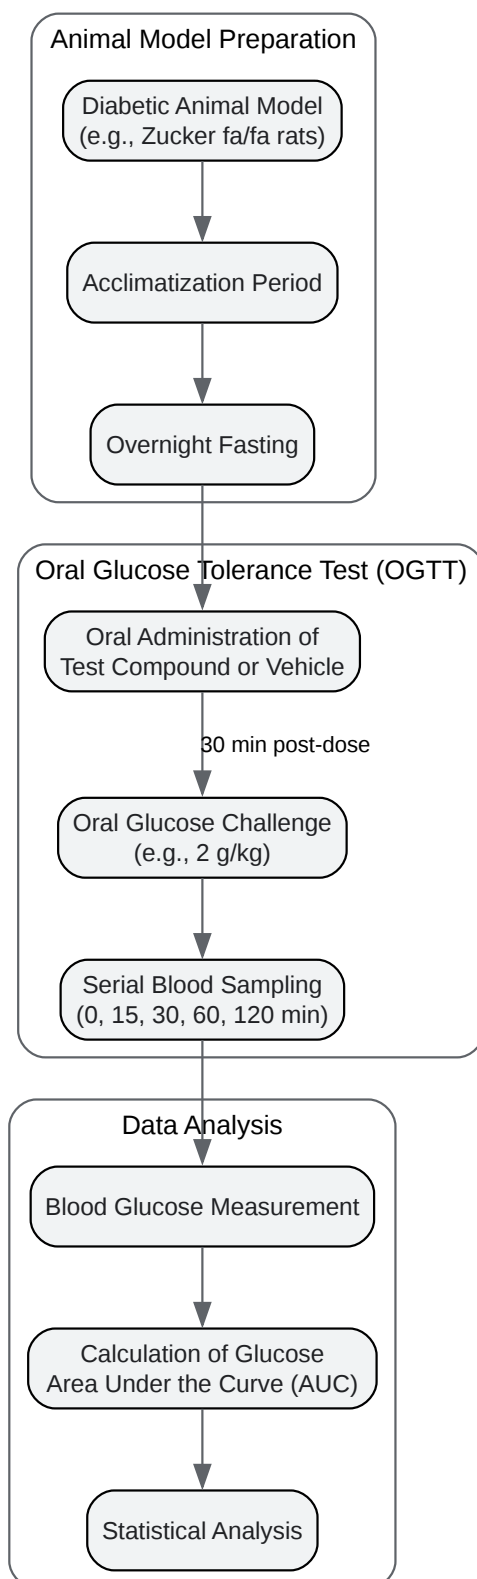 Animal Model Preparation
Diabetic Animal Model
(e.g., Zucker fa/fa rats)
Acclimatization Period
Overnight Fasting
Oral Glucose Tolerance Test (OGTT)
Oral Administration of
Test Compound or Vehicle
30 min post-dose
Oral Glucose Challenge
(e.g., 2 g/kg)
Serial Blood Sampling
(0, 15, 30, 60, 120 min)
Data Analysis
Blood Glucose Measurement
Calculation of Glucose
Area Under the Curve (AUC)
Statistical Analysis